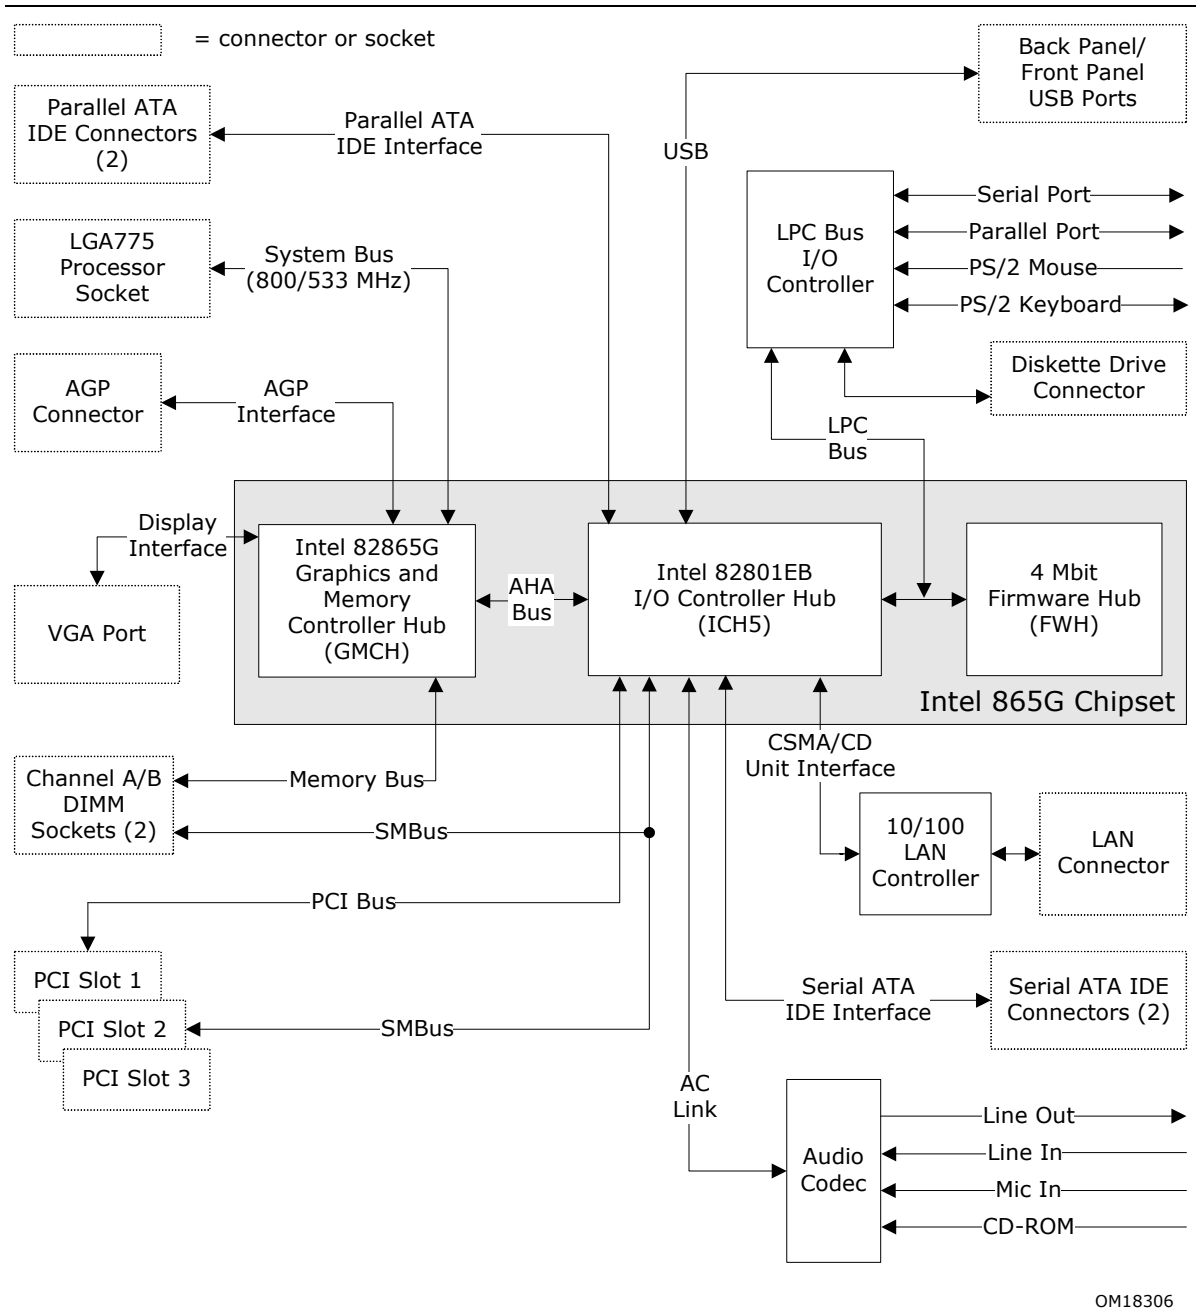 = connector or socket
Back Panel/
Front Panel
USB Ports
Parallel ATA
IDE Connectors
(2)
Parallel ATA
IDE Interface
USB
LPC Bus
I/O
Controller
Serial Port
Parallel Port
PS/2 Mouse
PS/2 Keyboard
LGA775
Processor
Socket
System Bus
(800/533 MHz)
Diskette Drive
Connector
AGP
Connector
AGP
Interface
LPC
Bus
Display
Interface
VGA Port
Intel 82865G
Graphics and
Memory
Controller Hub
(GMCH)
AHA
Bus
Intel 82801EB
I/O Controller Hub
(ICH5)
4 Mbit
Firmware Hub
(FWH)
Intel 865G Chipset
Channel A/B
DIMM
Sockets (2)
Memory Bus
SMBus
CSMA/CD
Unit Interface
10/100
LAN
Controller
LAN
Connector
PCI Bus
PCI Slot 1
PCI Slot 2
PCI Slot 3
SMBus
Serial ATA
IDE Interface
Serial ATA IDE
Connectors (2)
AC
Link
Audio
Codec
Line Out
Line In
Mic In
CD-ROM
OM18306